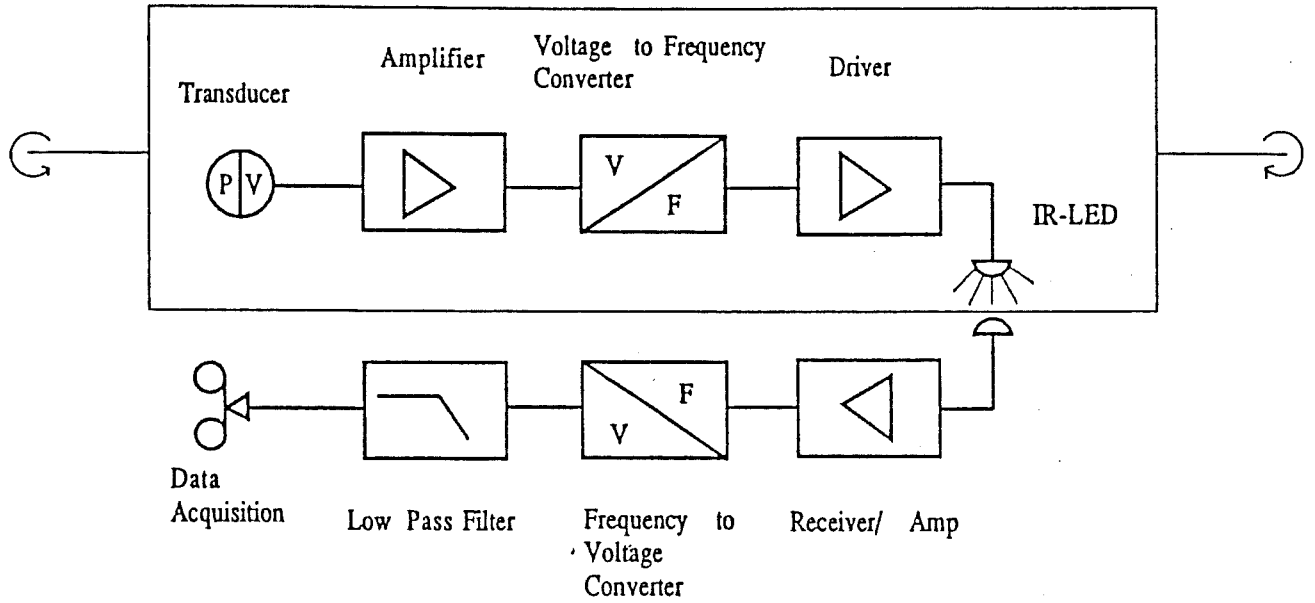 Amplifier
Voltage to Frequency
Converter
Driver
Transducer
P V
V
F
IR-LED
F
V
Data
Acquisition
Low Pass Filter
Frequency to
Voltage
Converter
Receiver/ Amp